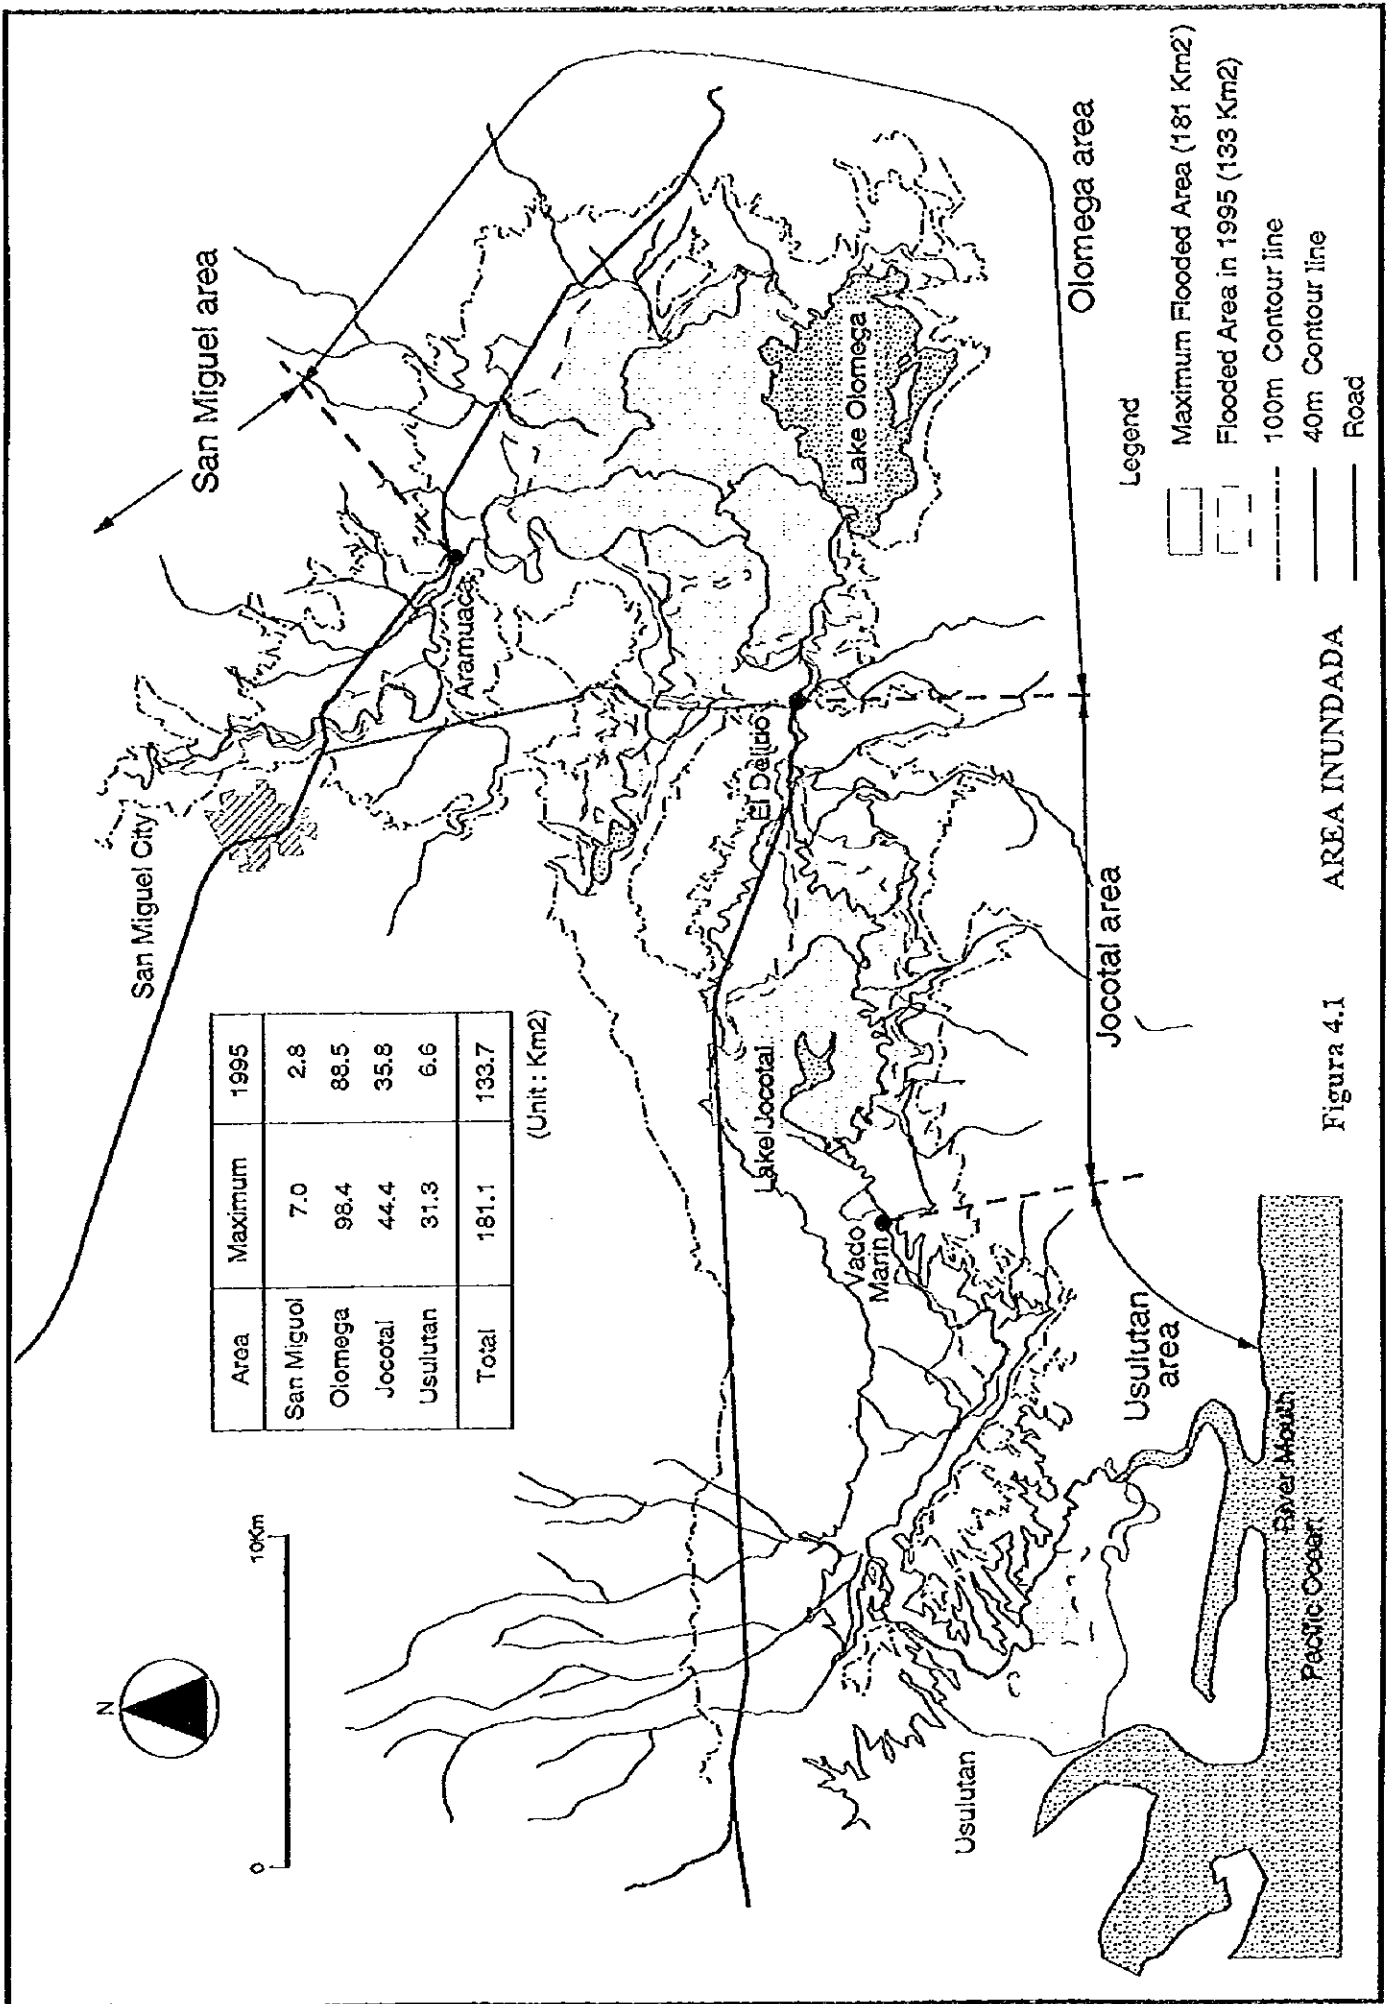 N
0 10Km
Area Maximum 1995
San Miguol 7.0 2.8
Olomega 98.4 88.5
Jocotal 44.4 35.8
Usulutan 31.3 6.6
Total 181.1 133.7
(Unit : Km2)
San Miguel City
San Miguel area
Aramuaca
El Delirio
Lake Jocotal
Lake Olomega
Vado
Marin
Usulutan
Usulutan
area
Jocotal area
Olomega area
River Mouth
Pacific Ocean
Legend
Maximum Flooded Area (181 Km2)
Flooded Area in 1995 (133 Km2)
100m Contour line
40m Contour line
Road
Figura 4.1 AREA INUNDADA